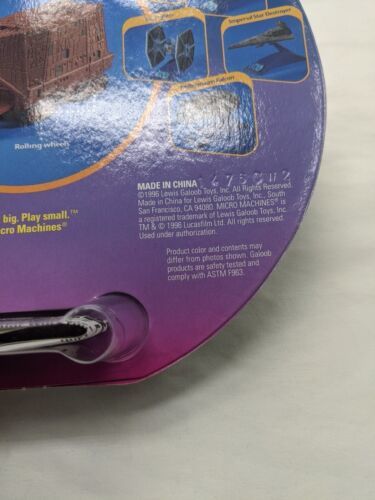 Imperial Star Destroyer
Millennium Falcon
Rolling wheels
MADE IN CHINA
©1996 Lewis Galoob Toys, Inc. All Rights Reserved.
Made in China for Lewis Galoob Toys, Inc., South
San Francisco, CA 94080. MICRO MACHINES® is
a registered trademark of Lewis Galoob Toys, Inc.
TM & © 1996 Lucasfilm Ltd. All rights reserved.
Used under authorization.
big. Play small.™
cro Machines®
Product color and contents may
differ from photos shown. Galoob
products are safety tested and
comply with ASTM F963.